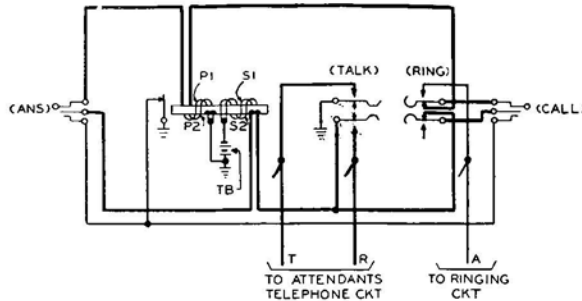 P1
S1
(TALK)
(RING)
(ANS)
(CALL)
P2
S2
TB
T
R
A
TO ATTENDANTS
TELEPHONE CKT
TO RINGING
CKT